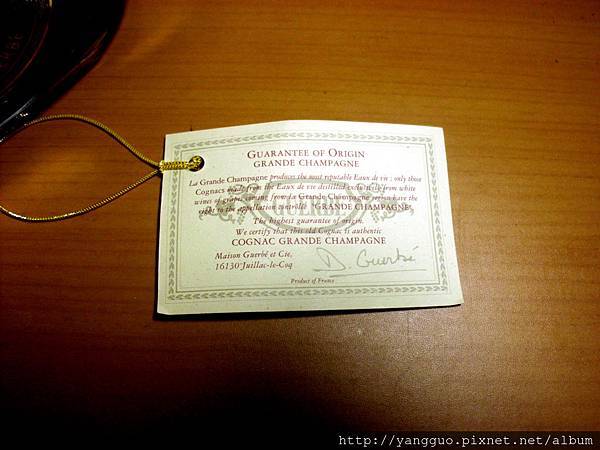 GUARANTEE OF ORIGIN
GRANDE CHAMPAGNE
La Grande Champagne produces the most reputable Eaux de vie; only those
Cognacs made from the Eaux de vie distilled exclusively from white
wines of grapes coming from La Grande Champagne region have the
right to the appellation contrôlée "GRANDE CHAMPAGNE"
GUERBÉ
The highest guarantee of origin.
We certify that this old Cognac is authentic
COGNAC GRANDE CHAMPAGNE
Maison Guerbé et Cie,
16130 Juillac-le-Coq
D. Guerbé
Product of France
http://yangguo.pixnet.net/album